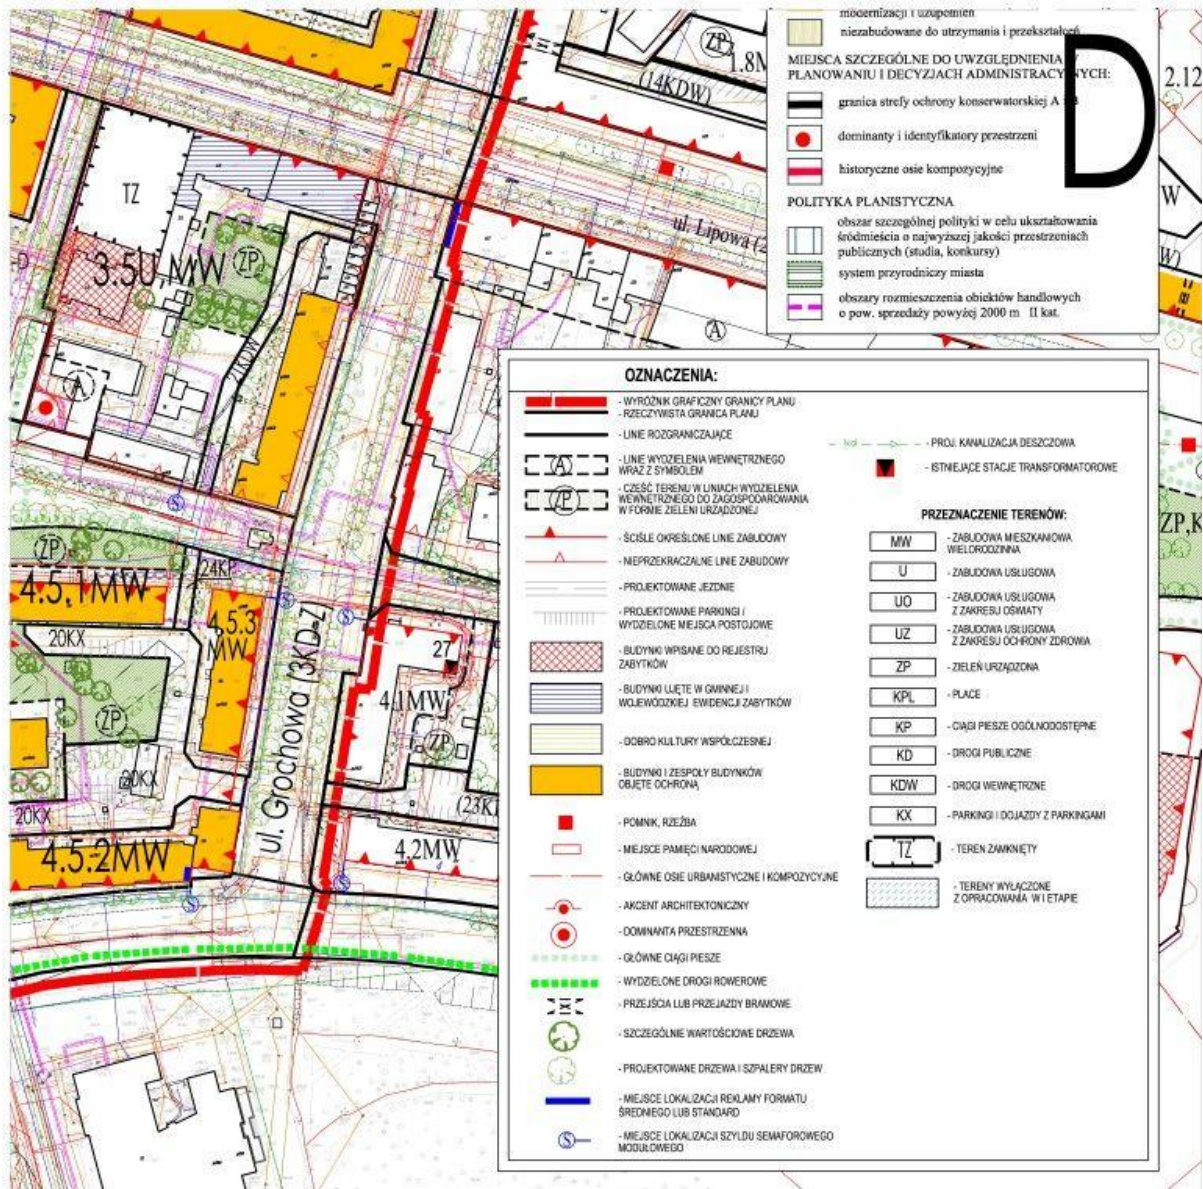 modernizacji i uzupełnień
niezabudowane do utrzymania i przekształceń
MIEJSCA SZCZEGÓLNE DO UWZGLĘDNIENIA
PLANOWANIU I DECYZJACH ADMINISTRACYJNYCH:
granica strefy ochrony konserwatorskiej A i B
dominanty i identyfikatory przestrzeni
historyczne osie kompozycyjne
POLITYKA PLANISTYCZNA
obszar szczególnej polityki w celu ukształtowania
śródmieścia o najwyższej jakości przestrzeniach
publicznych (studia, konkursy)
system przyrodniczy miasta
obszary rozmieszczenia obiektów handlowych
o pow. sprzedaży powyżej 2000 m II kat.
D
2.12
W
W)
ZP
1.8M
(14KDW)
TZ
3.5U,MW
ZP
A
ul. Lipowa (2
A
21KDW
S
ZP
4.5.1MW
24KP
S
S
20KX
4.5.3
MW
ZP
20KX
20KX
4.5.2MW
S
ul. Grochowa (3KD-Z)
27
4.1MW
ZP
(23K
4.2MW
S
ZP,K
OZNACZENIA:
- WYRÓŻNIK GRAFICZNY GRANICY PLANU
- RZECZYWISTA GRANICA PLANU
- LINIE ROZGRANICZAJĄCE
A
- LINIE WYDZIELENIA WEWNĘTRZNEGO
WRAZ Z SYMBOLEM
ZP
- CZEŚĆ TERENU W LINIACH WYDZIELENIA
WEWNĘTRZNEGO DO ZAGOSPODAROWANIA
W FORMIE ZIELENI URZĄDZONEJ
- ŚCIŚLE OKREŚLONE LINIE ZABUDOWY
- NIEPRZEKRACZALNE LINIE ZABUDOWY
- PROJEKTOWANE JEZDNIE
- PROJEKTOWANE PARKINGI /
WYDZIELONE MIEJSCA POSTOJOWE
- BUDYNKI WPISANE DO REJESTRU
ZABYTKÓW
- BUDYNKI UJĘTE W GMINNEJ I
WOJEWÓDZKIEJ EWIDENCJI ZABYTKÓW
- DOBRO KULTURY WSPÓŁCZESNEJ
- BUDYNKI I ZESPOŁY BUDYNKÓW
OBJĘTE OCHRONĄ
- POMNIK, RZEŹBA
- MIEJSCE PAMIĘCI NARODOWEJ
- GŁÓWNE OSIE URBANISTYCZNE I KOMPOZYCYJNE
- AKCENT ARCHITEKTONICZNY
- DOMINANTA PRZESTRZENNA
- GŁÓWNE CIĄGI PIESZE
- WYDZIELONE DROGI ROWEROWE
- PRZEJŚCIA LUB PRZEJAZDY BRAMOWE
- SZCZEGÓLNIE WARTOŚCIOWE DRZEWA
- PROJEKTOWANE DRZEWA I SZPALERY DRZEW
- MIEJSCE LOKALIZACJI REKLAMY FORMATU
ŚREDNIEGO LUB STANDARD
S
- MIEJSCE LOKALIZACJI SZYLDU SEMAFOROWEGO
MODUŁOWEGO
- PROJ. KANALIZACJA DESZCZOWA
- ISTNIEJĄCE STACJE TRANSFORMATOROWE
PRZEZNACZENIE TERENÓW:
MW - ZABUDOWA MIESZKANIOWA
WIELORODZINNA
U - ZABUDOWA USŁUGOWA
UO - ZABUDOWA USŁUGOWA
Z ZAKRESU OŚWIATY
UZ - ZABUDOWA USŁUGOWA
Z ZAKRESU OCHRONY ZDROWIA
ZP - ZIELEŃ URZĄDZONA
KPL - PLACE
KP - CIĄGI PIESZE OGÓLNODOSTĘPNE
KD - DROGI PUBLICZNE
KDW - DROGI WEWNĘTRZNE
KX - PARKINGI I DOJAZDY Z PARKINGAMI
TZ - TEREN ZAMKNIĘTY
- TERENY WYŁĄCZONE
Z OPRACOWANIA W I ETAPIE